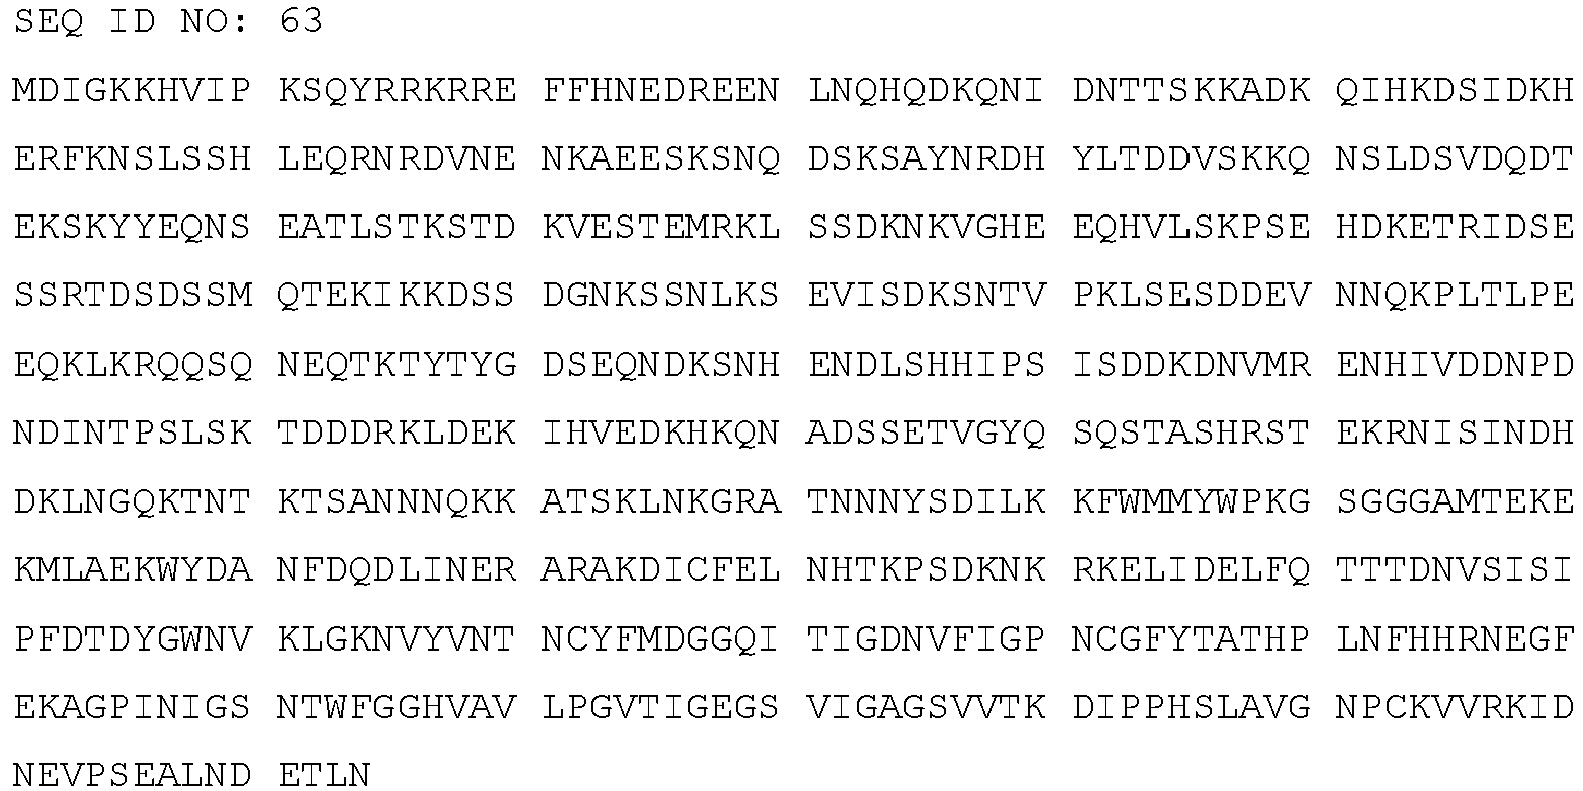 SEQ ID NO: 63
MDIGKKHVIP KSQYRRKRRE FFHNEDREEN LNQHQDKQNI DNTTSKKADK QIHKDSIDKH
ERFKNSLSSH LEQRNRDVNE NKAEESKSNQ DSKSAYNRDH YLTDDVSKKQ NSLDSVDQDT
EKSKYYEQNS EATLSTKSTD KVESTEMRKL SSDKNKVGHE EQHVLSKPSE HDKETRIDSE
SSRTDSDSSM QTEKIKKDSS DGNKSSNLKS EVISDKSNTV PKLSESDDEV NNQKPLTLPE
EQKLKRQQSQ NEQTKTYTYG DSEQNDKSNH ENDLSHHIPS ISDDKDNVMR ENHIVDDNPD
NDINTPSLSK TDDDRKLDEK IHVEDKHKQN ADSSETVGYQ SQSTASHRST EKRNISINDH
DKLNGQKTNT KTSANNNQKK ATSKLNKGRA TNNNYSDILK KFWMMYWPKG SGGGAMTEKE
KMLAEKWYDA NFDQDLINER ARAKDICFEL NHTKPSDKNK RKELIDELFQ TTTDNVSISI
PFDTDYGWNV KLGKNVYVNT NCYFMDGGQI TIGDNVFIGP NCGFYTATHP LNFHHRNEGF
EKAGPINIGS NTWFGGHVAV LPGVTIGEGS VIGAGSVVTK DIPPHSLAVG NPCKVVRKID
NEVPSEALND ETLN